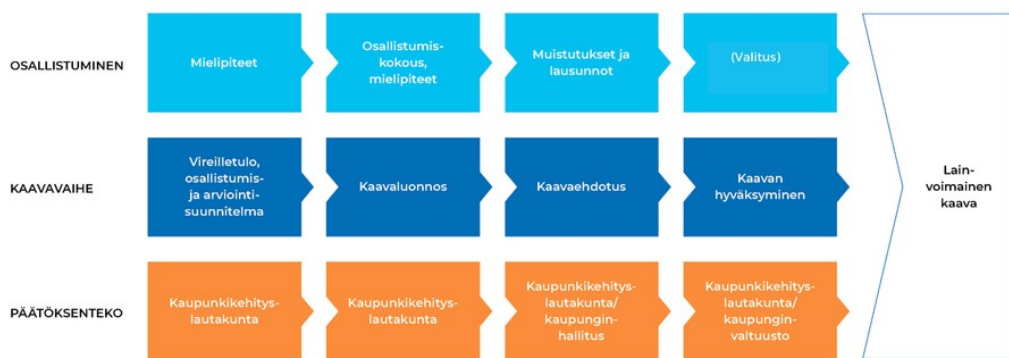 OSALLISTUMINEN
Mielipiteet
Osallistumis-
kokous,
mielipiteet
Muistutukset ja
lausunnot
(Valitus)
KAAVAVAIHE
Vireilletulo,
osallistumis-
ja arviointi-
suunnitelma
Kaavaluonnos
Kaavaehdotus
Kaavan
hyväksyminen
Lain-
voimainen
kaava
PÄÄTÖKSENTEKO
Kaupunkikehitys-
lautakunta
Kaupunkikehitys-
lautakunta
Kaupunkikehitys-
lautakunta/
kaupungin-
hallitus
Kaupunkikehitys-
lautakunta/
kaupungin-
valtuusto